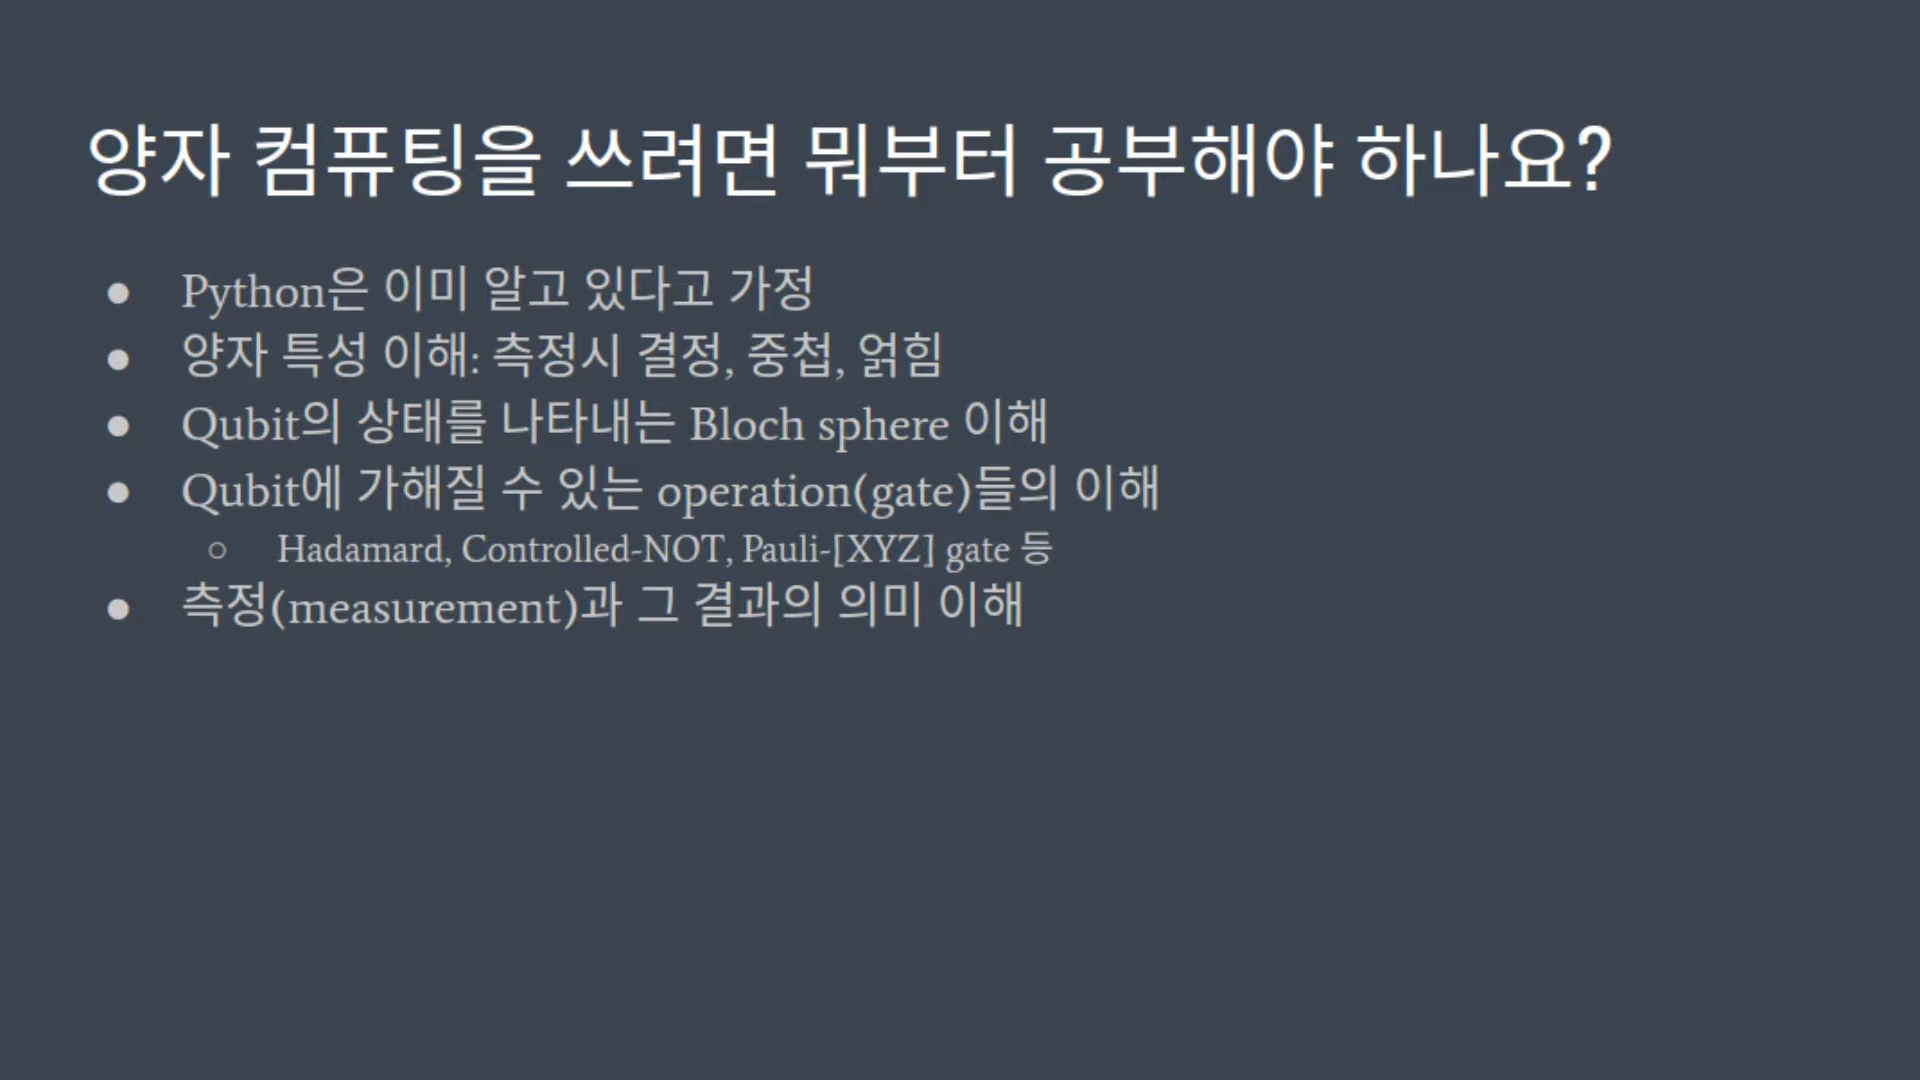 양자 컴퓨팅을 쓰려면 뭐부터 공부해야 하나요?
● Python은 이미 알고 있다고 가정
● 양자 특성 이해: 측정시 결정, 중첩, 얽힘
● Qubit의 상태를 나타내는 Bloch sphere 이해
● Qubit에 가해질 수 있는 operation(gate)들의 이해
○ Hadamard, Controlled-NOT, Pauli-[XYZ] gate 등
● 측정(measurement)과 그 결과의 의미 이해